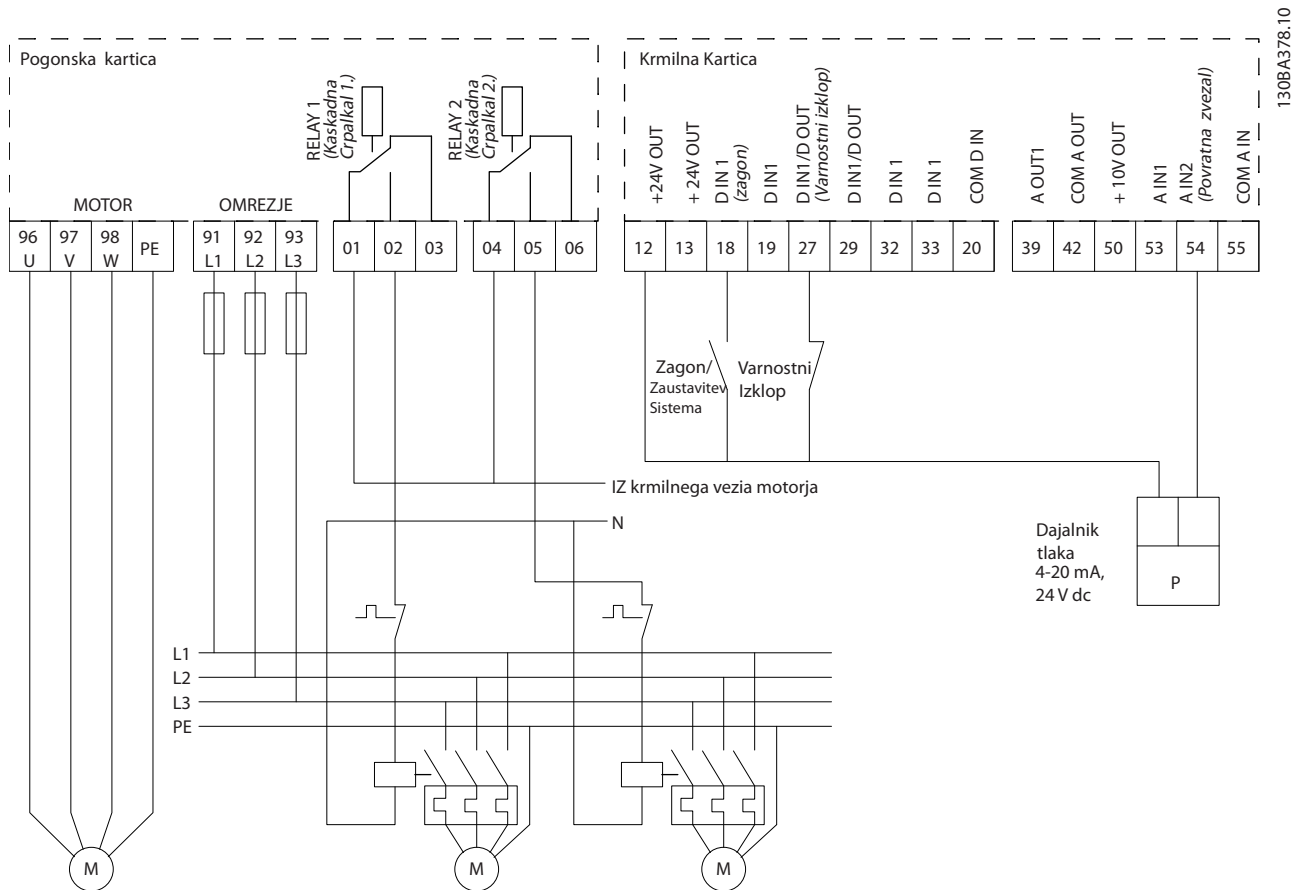 130BA378.10
Pogonska kartica
RELAY 1
(Kaskadna
Crpalkal 1.)
RELAY 2
(Kaskadna
Crpalkal 2.)
MOTOR
OMREZJE
96
U
97
V
98
W
PE
91
L1
92
L2
93
L3
01
02
03
04
05
06
Krmilna Kartica
+24V OUT
+ 24V OUT
D IN 1
(zagon)
D IN1
D IN1/D OUT
(Varnostni izklop)
D IN1/D OUT
D IN 1
D IN 1
COM D IN
A OUT1
COM A OUT
+ 10V OUT
A IN1
A IN2
(Povratna zvezal)
COM A IN
12
13
18
19
27
29
32
33
20
39
42
50
53
54
55
Zagon/
Zaustavitev
Sistema
Varnostni
Izklop
IZ krmilnega vezia motorja
N
Dajalnik
tlaka
4-20 mA,
24 V dc
P
L1
L2
L3
PE
M
M
M